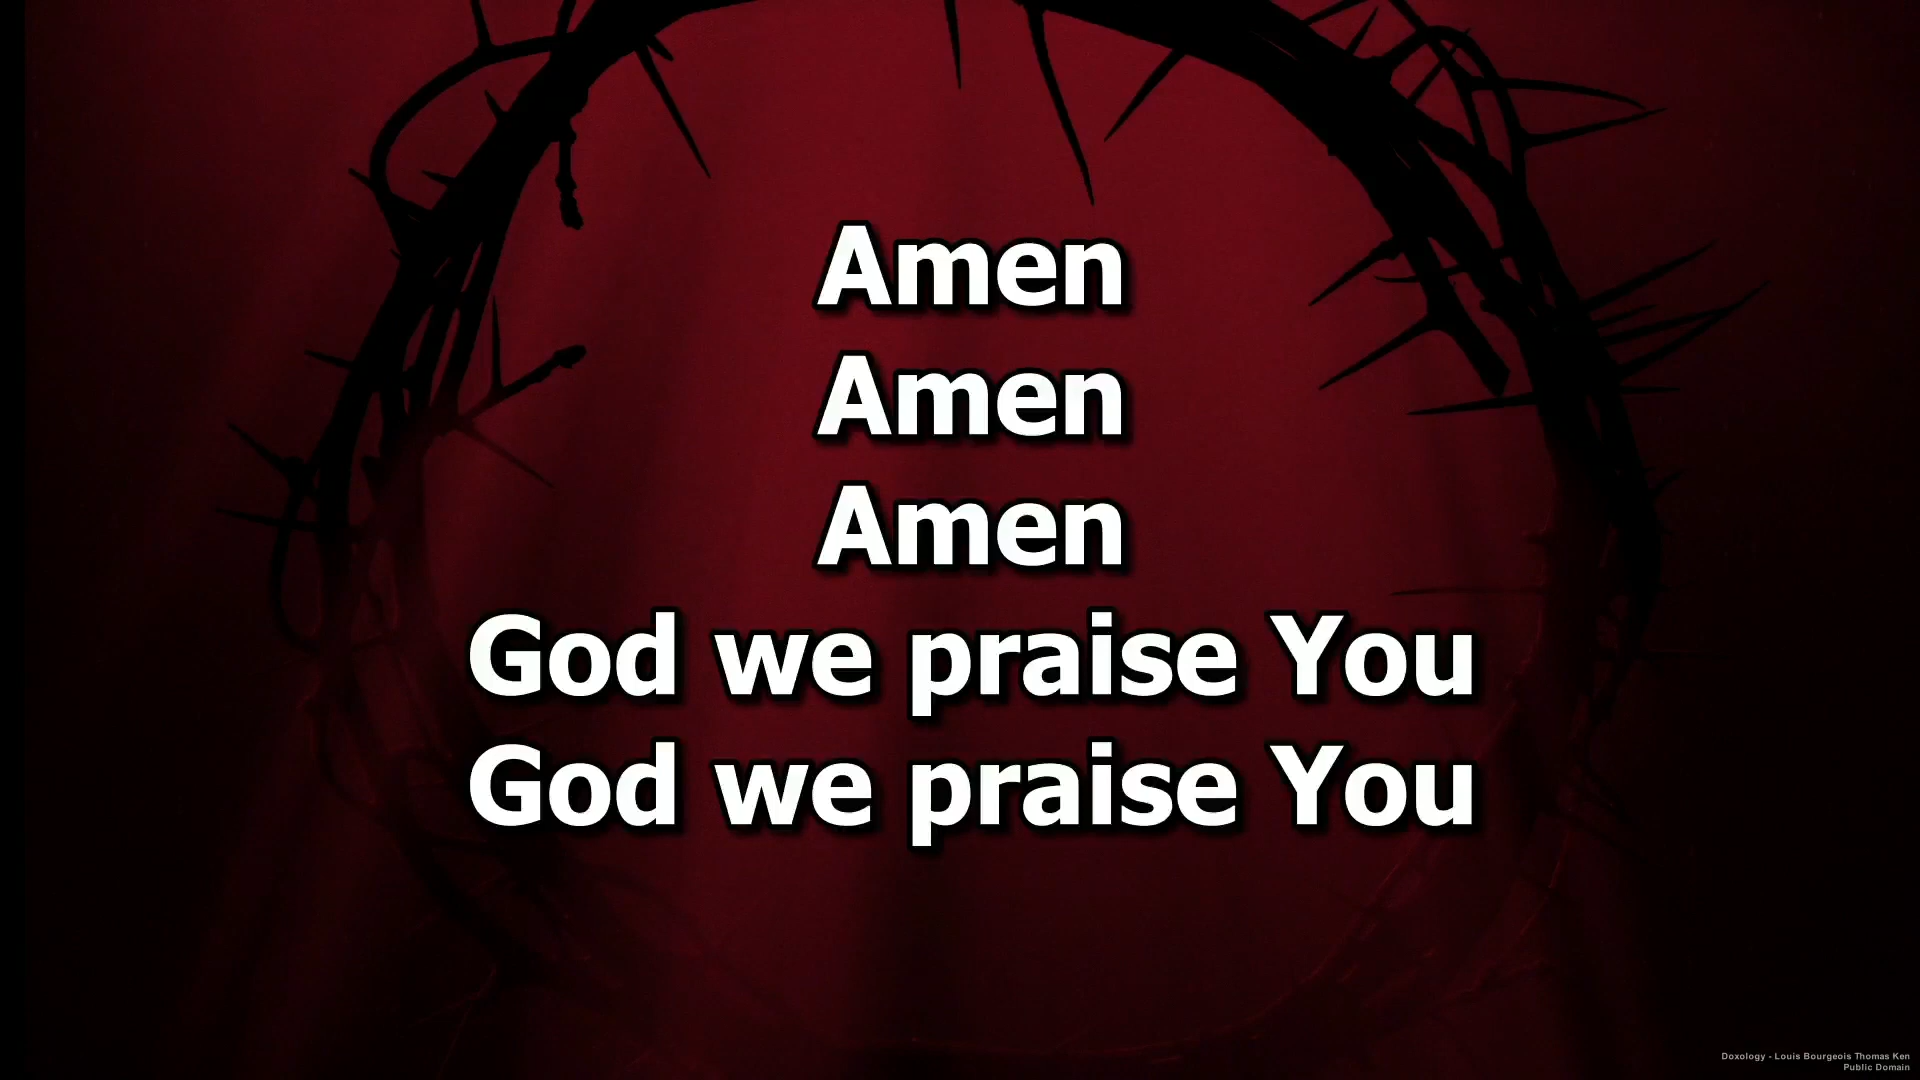 Amen
Amen
Amen
God we praise You
God we praise You
Doxology - Louis Bourgeois Thomas Ken
Public Domain